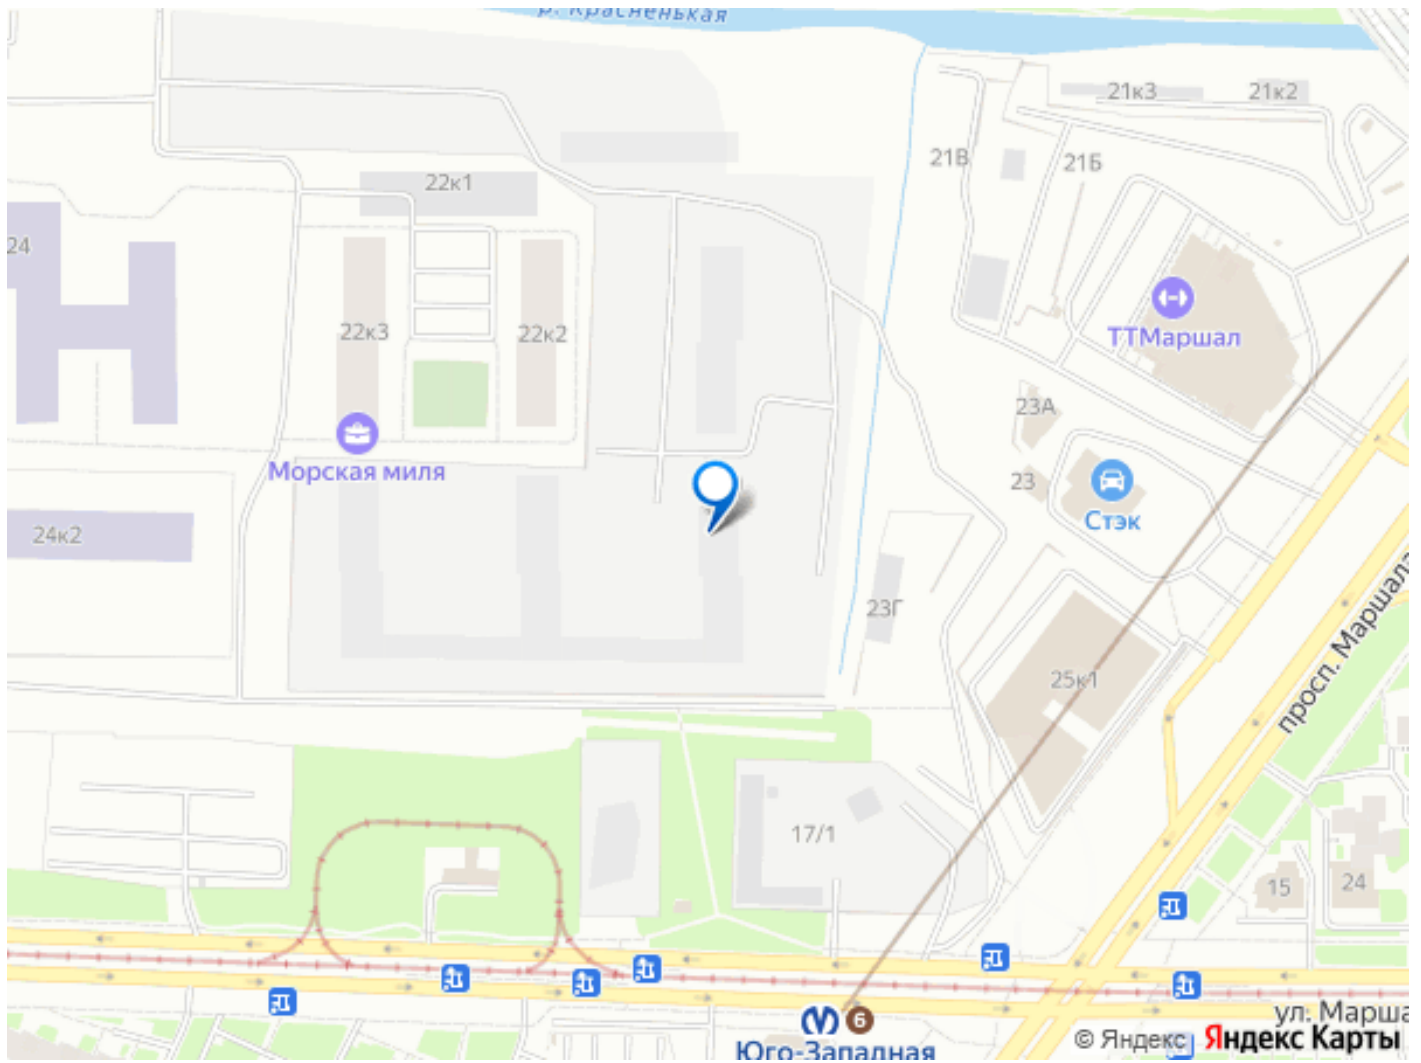 р. Красненькая
21к3
21к2
21В
21Б
22к1
24
22к3
22к2
ТТМаршал
23А
Морская миля
23
Стэк
24к2
23Г
просп. Маршала
25к1
17/1
15
24
6
Юго-Западная
ул. Марша
© Яндекс
Яндекс Карты